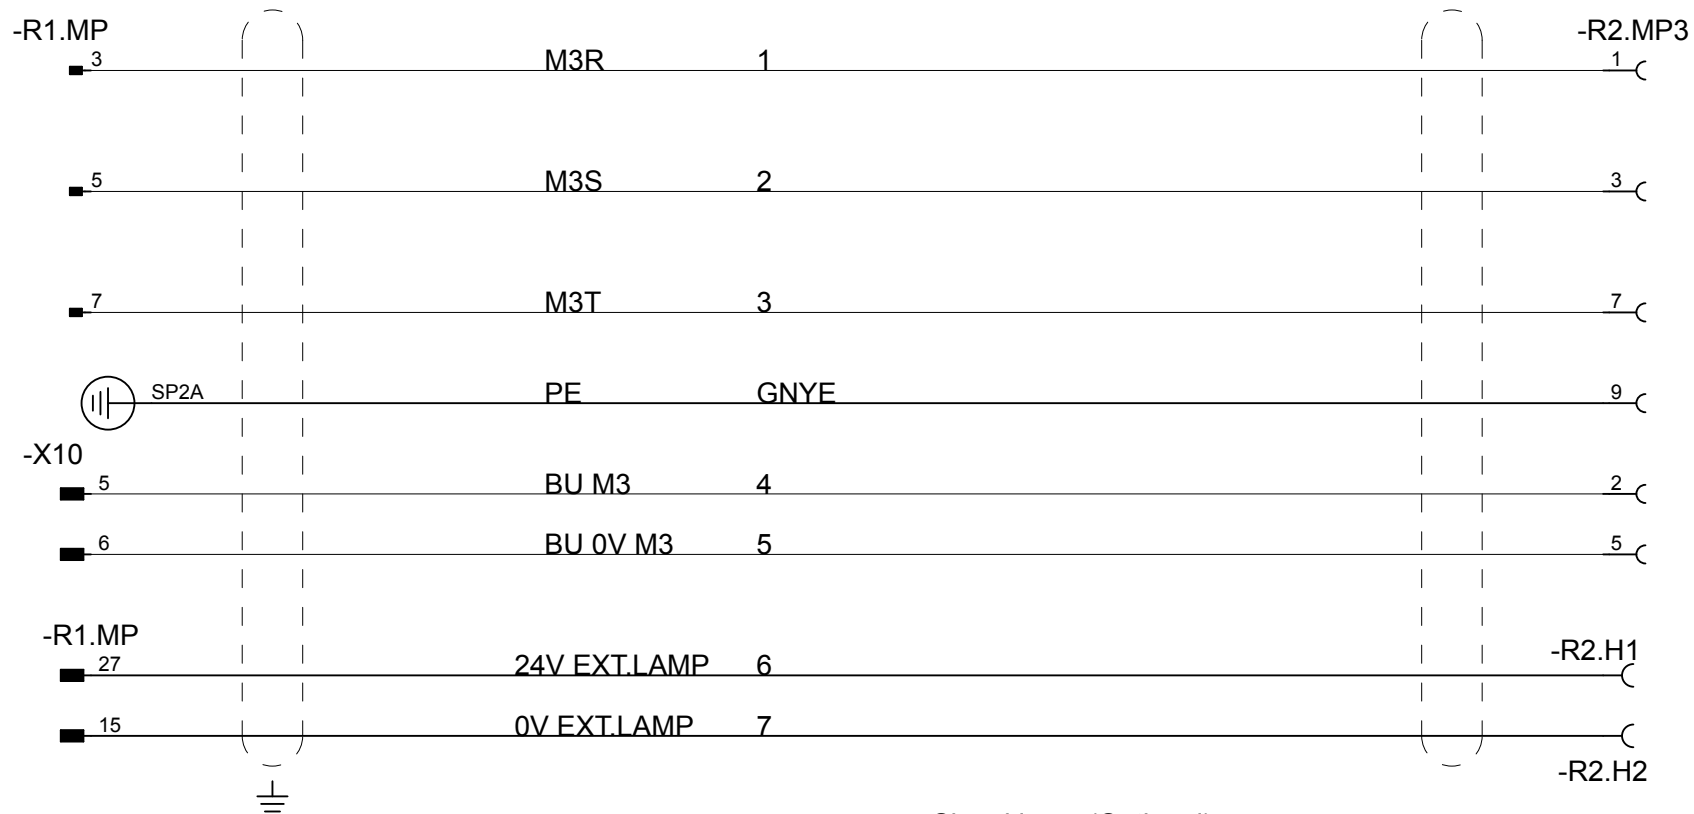 -R1.MP -R2.MP3
3 M3R 1 1
5 M3S 2 3
7 M3T 3 7
SP2A PE GNYE 9
-X10
5 BU M3 4 2
6 BU 0V M3 5 5
-R1.MP -R2.H1
27 24V EXT.LAMP 6
15 0V EXT.LAMP 7
-R2.H2